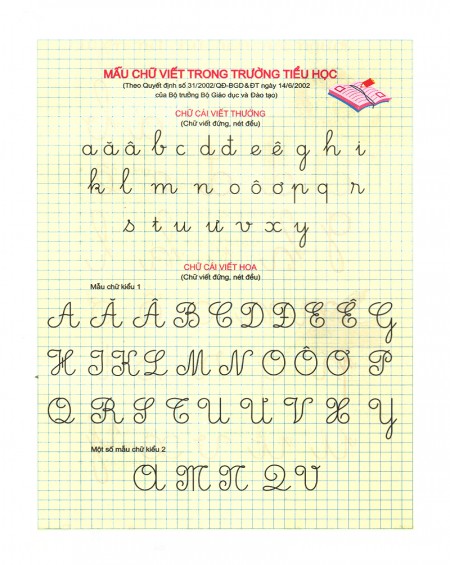 MẪU CHỮ VIẾT TRONG TRƯỜNG TIỂU HỌC
(Theo Quyết định số 31/2002/QĐ-BGD&ĐT ngày 14/6/2002
của Bộ trưởng Bộ Giáo dục và Đào tạo)
CHỮ CÁI VIẾT THƯỜNG
(Chữ viết đứng, nét đều)
a ă â b c d đ e ê g h i
k l m n o ô ơ p q r
s t u ư v x y
CHỮ CÁI VIẾT HOA
(Chữ viết đứng, nét đều)
Mẫu chữ kiểu 1
A Ă Â B C D Đ E Ê G
H I K L M N O Ô Ơ P
Q R S T U Ư V X Y
Một số mẫu chữ kiểu 2
A M N Q V